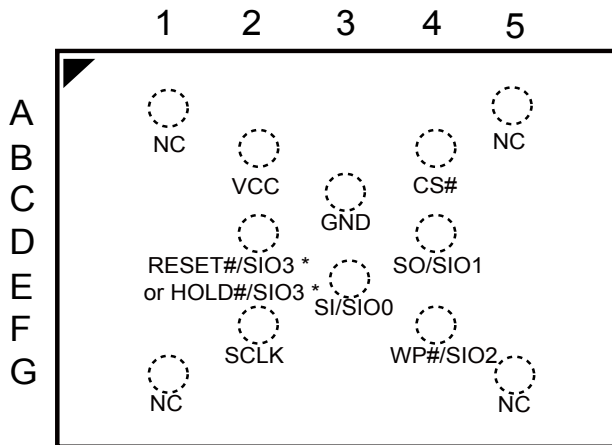 1 2 3 4 5
A
NC NC
B
VCC CS#
C
GND
D
RESET#/SIO3 * SO/SIO1
E
or HOLD#/SIO3 * SI/SIO0
F
SCLK WP#/SIO2
G
NC NC